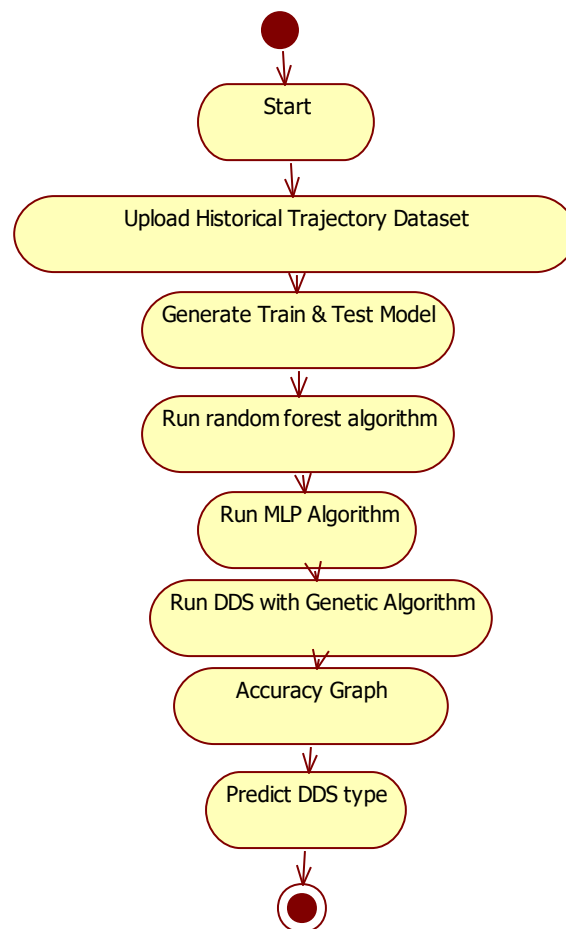 Start
Upload Historical Trajectory Dataset
Generate Train & Test Model
Run random forest algorithm
Run MLP Algorithm
Run DDS with Genetic Algorithm
Accuracy Graph
Predict DDS type